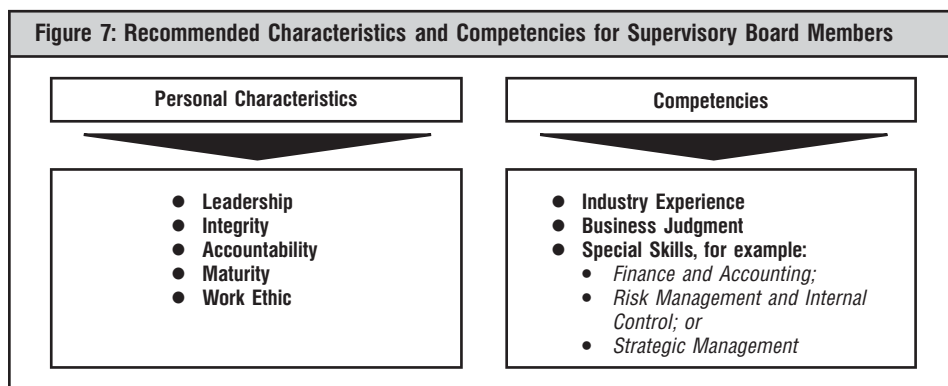 Figure 7: Recommended Characteristics and Competencies for Supervisory Board Members
Personal Characteristics
● Leadership
● Integrity
● Accountability
● Maturity
● Work Ethic
Competencies
● Industry Experience
● Business Judgment
● Special Skills, for example:
• Finance and Accounting;
• Risk Management and Internal
Control; or
• Strategic Management